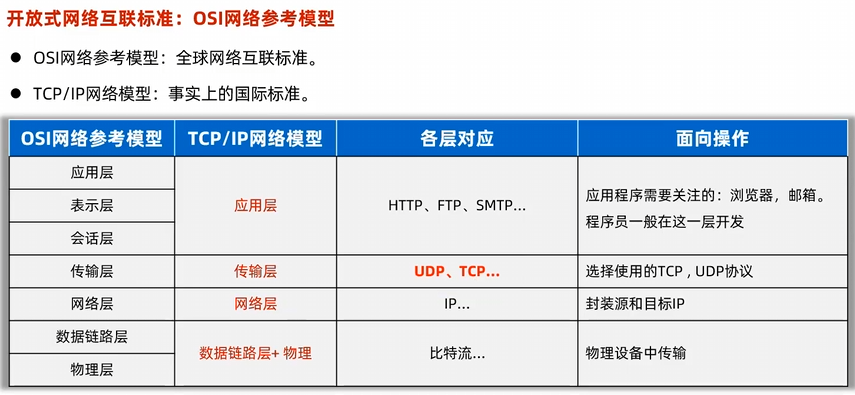 开放式网络互联标准：OSI网络参考模型
● OSI网络参考模型：全球网络互联标准。
● TCP/IP网络模型：事实上的国际标准。
OSI网络参考模型 TCP/IP网络模型 各层对应 面向操作
应用层
表示层
会话层
应用层
HTTP、FTP、SMTP...
应用程序需要关注的：浏览器，邮箱。
程序员一般在这一层开发
传输层 传输层 UDP、TCP... 选择使用的TCP , UDP协议
网络层 网络层 IP... 封装源和目标IP
数据链路层
物理层
数据链路层+ 物理
比特流...
物理设备中传输